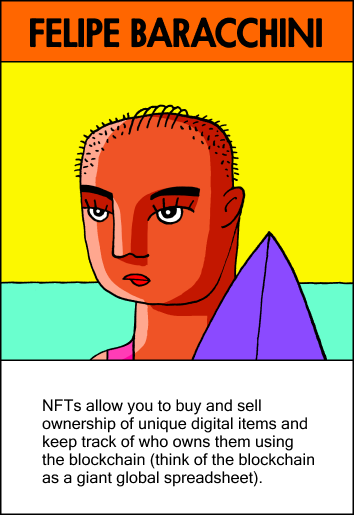 FELIPE BARACCHINI
NFTs allow you to buy and sell
ownership of unique digital items and
keep track of who owns them using
the blockchain (think of the blockchain
as a giant global spreadsheet).